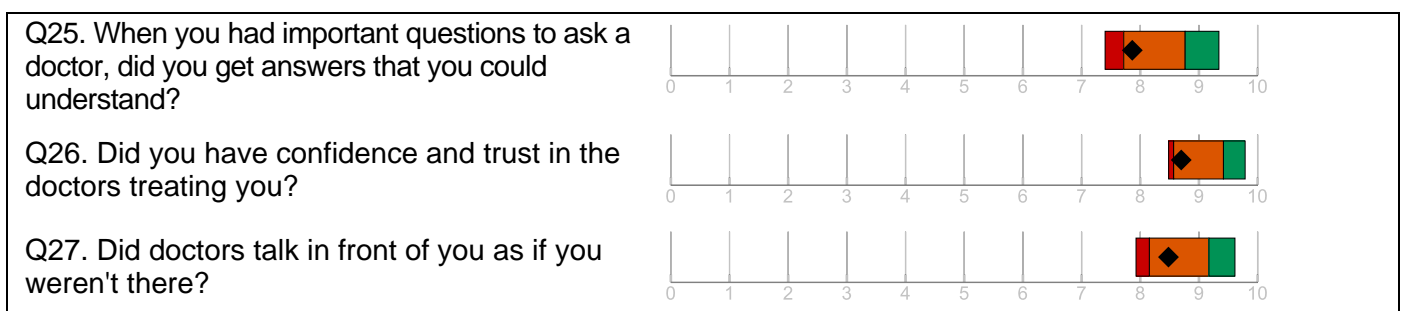 Q25. When you had important questions to ask a
doctor, did you get answers that you could
understand?
0 1 2 3 4 5 6 7 8 9 10
Q26. Did you have confidence and trust in the
doctors treating you?
0 1 2 3 4 5 6 7 8 9 10
Q27. Did doctors talk in front of you as if you
weren't there?
0 1 2 3 4 5 6 7 8 9 10